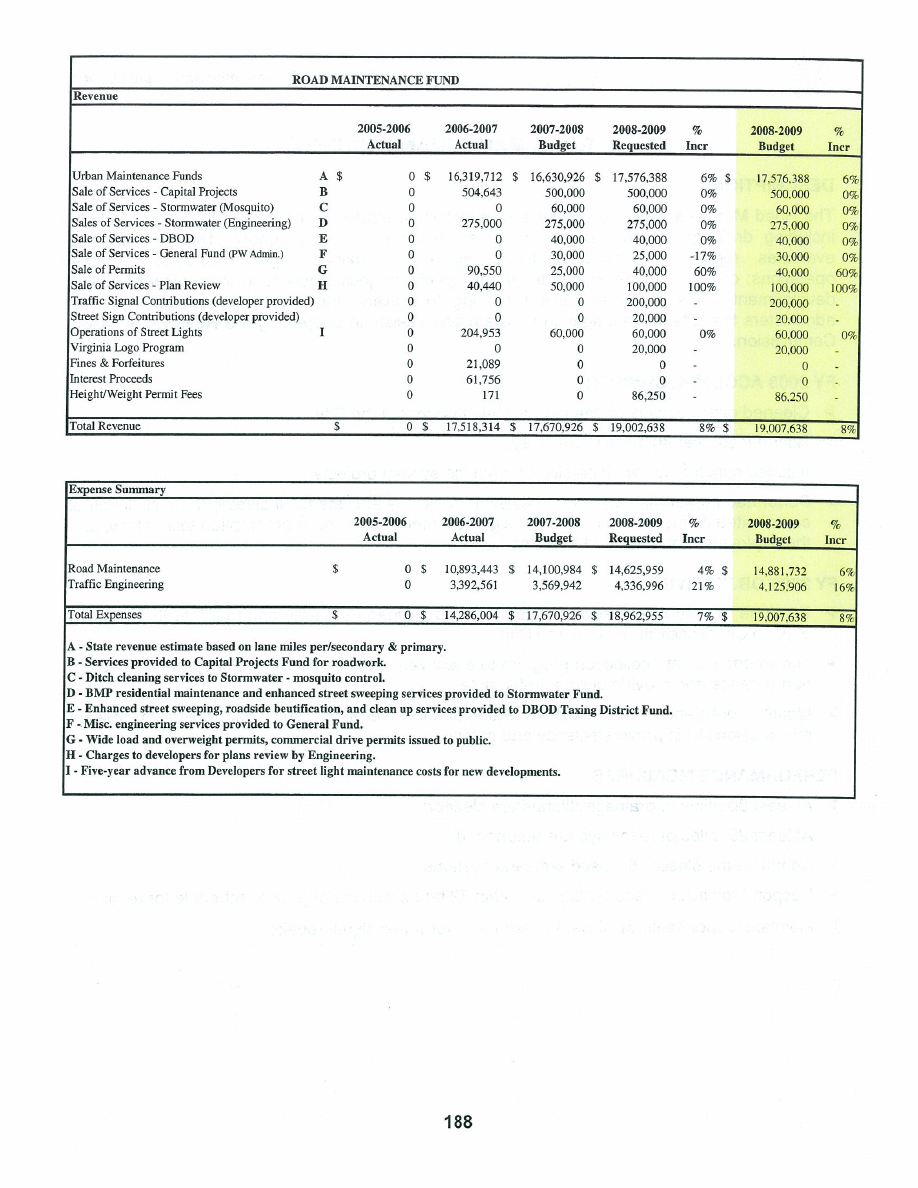 ROAD MAINTENANCE FUND
Revenue
2005-2006 2006-2007 2007-2008 2008-2009 % 2008-2009 %
Actual Actual Budget Requested Incr Budget Incr
Urban Maintenance Funds A $ 0 $ 16,319,712 $ 16,630,926 $ 17,576,388 6% $ 17,576,388 6%
Sale of Services - Capital Projects B 0 504,643 500,000 500,000 0% 500,000 0%
Sale of Services - Stormwater (Mosquito) C 0 0 60,000 60,000 0% 60,000 0%
Sales of Services - Stormwater (Engineering) D 0 275,000 275,000 275,000 0% 275,000 0%
Sale of Services - DBOD E 0 0 40,000 40,000 0% 40,000 0%
Sale of Services - General Fund (PW Admin.) F 0 0 30,000 25,000 -17% 30,000 0%
Sale of Permits G 0 90,550 25,000 40,000 60% 40,000 60%
Sale of Services - Plan Review H 0 40,440 50,000 100,000 100% 100,000 100%
Traffic Signal Contributions (developer provided) 0 0 0 200,000 - 200,000 -
Street Sign Contributions (developer provided) 0 0 0 20,000 - 20,000 -
Operations of Street Lights I 0 204,953 60,000 60,000 0% 60,000 0%
Virginia Logo Program 0 0 0 20,000 - 20,000 -
Fines & Forfeitures 0 21,089 0 0 - 0 -
Interest Proceeds 0 61,756 0 0 - 0 -
Height/Weight Permit Fees 0 171 0 86,250 - 86,250 -
Total Revenue $ 0 $ 17,518,314 $ 17,670,926 $ 19,002,638 8% $ 19,007,638 8%
Expense Summary
2005-2006 2006-2007 2007-2008 2008-2009 % 2008-2009 %
Actual Actual Budget Requested Incr Budget Incr
Road Maintenance $ 0 $ 10,893,443 $ 14,100,984 $ 14,625,959 4% $ 14,881,732 6%
Traffic Engineering 0 3,392,561 3,569,942 4,336,996 21% 4,125,906 16%
Total Expenses $ 0 $ 14,286,004 $ 17,670,926 $ 18,962,955 7% $ 19,007,638 8%
A - State revenue estimate based on lane miles per/secondary & primary.
B - Services provided to Capital Projects Fund for roadwork.
C - Ditch cleaning services to Stormwater - mosquito control.
D - BMP residential maintenance and enhanced street sweeping services provided to Stormwater Fund.
E - Enhanced street sweeping, roadside beutification, and clean up services provided to DBOD Taxing District Fund.
F - Misc. engineering services provided to General Fund.
G - Wide load and overweight permits, commercial drive permits issued to public.
H - Charges to developers for plans review by Engineering.
I - Five-year advance from Developers for street light maintenance costs for new developments.
188